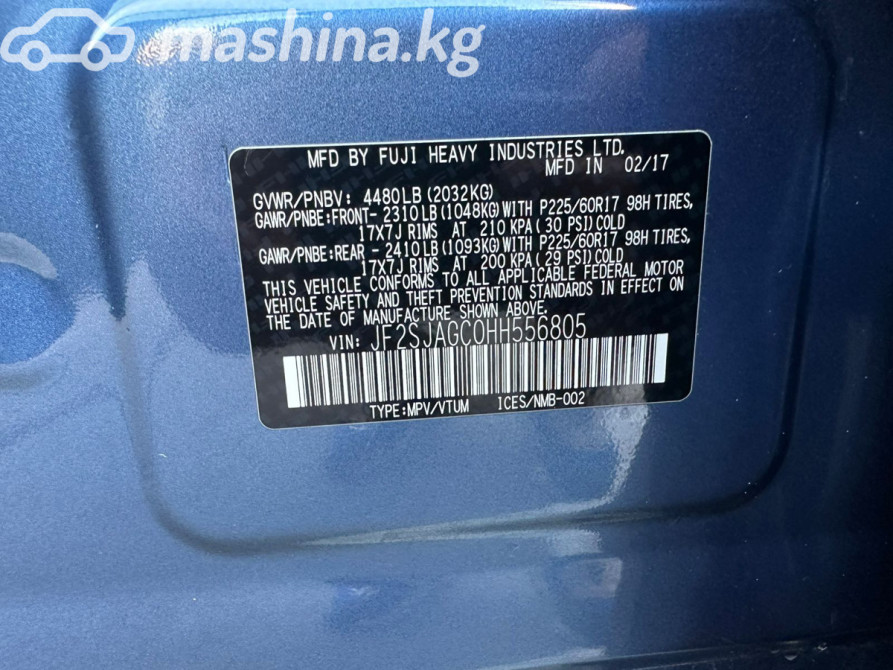 mashina.kg
MFD BY FUJI HEAVY INDUSTRIES LTD.
MFD IN 02/17
GVWR/PNBV: 4480LB (2032KG)
GAWR/PNBE:FRONT- 2310LB (1048KG) WITH P225/60R17 98H TIRES,
17X7J RIMS AT 210 KPA (30 PSI) COLD
GAWR/PNBE:REAR - 2410LB (1093KG) WITH P225/60R17 98H TIRES,
17X7J RIMS AT 200 KPA (29 PSI) COLD
THIS VEHICLE CONFORMS TO ALL APPLICABLE FEDERAL MOTOR
VEHICLE SAFETY AND THEFT PREVENTION STANDARDS IN EFFECT ON
THE DATE OF MANUFACTURE SHOWN ABOVE.
VIN: JF2SJAGC0HH556805
TYPE:MPV/VTUM ICES/NMB-002